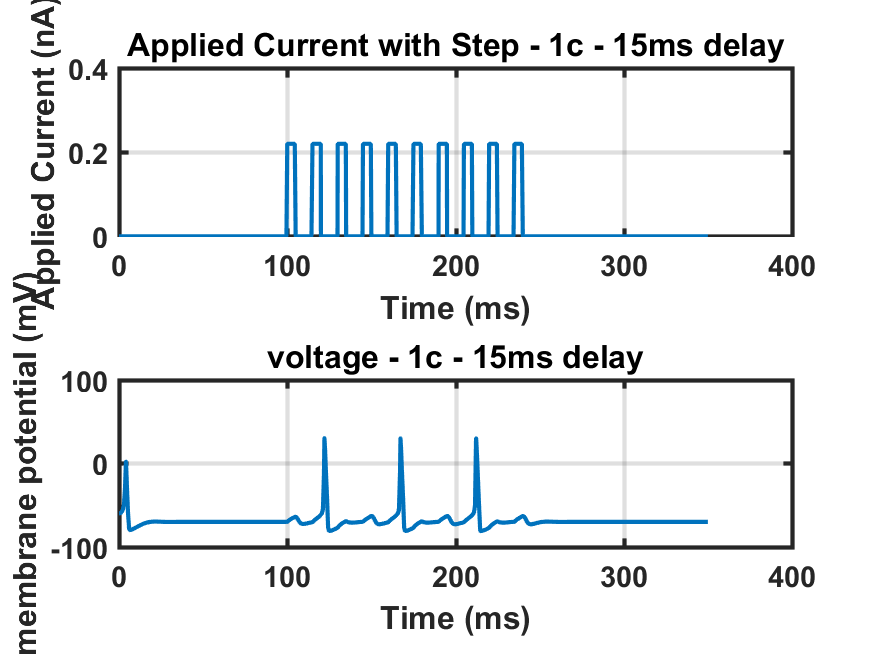 Applied Current with Step - 1c - 15ms delay
Applied Current (nA)
0.4
0.2
0
0 100 200 300 400
Time (ms)
voltage - 1c - 15ms delay
membrane potential (mV)
100
0
-100
0 100 200 300 400
Time (ms)